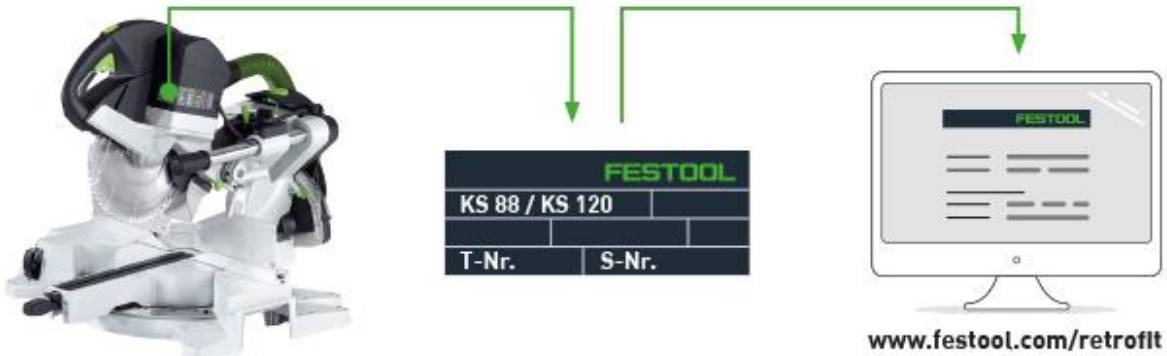 FESTOOL
KS 88 / KS 120
T-Nr. S-Nr.
FESTOOL
www.festool.com/retrofit